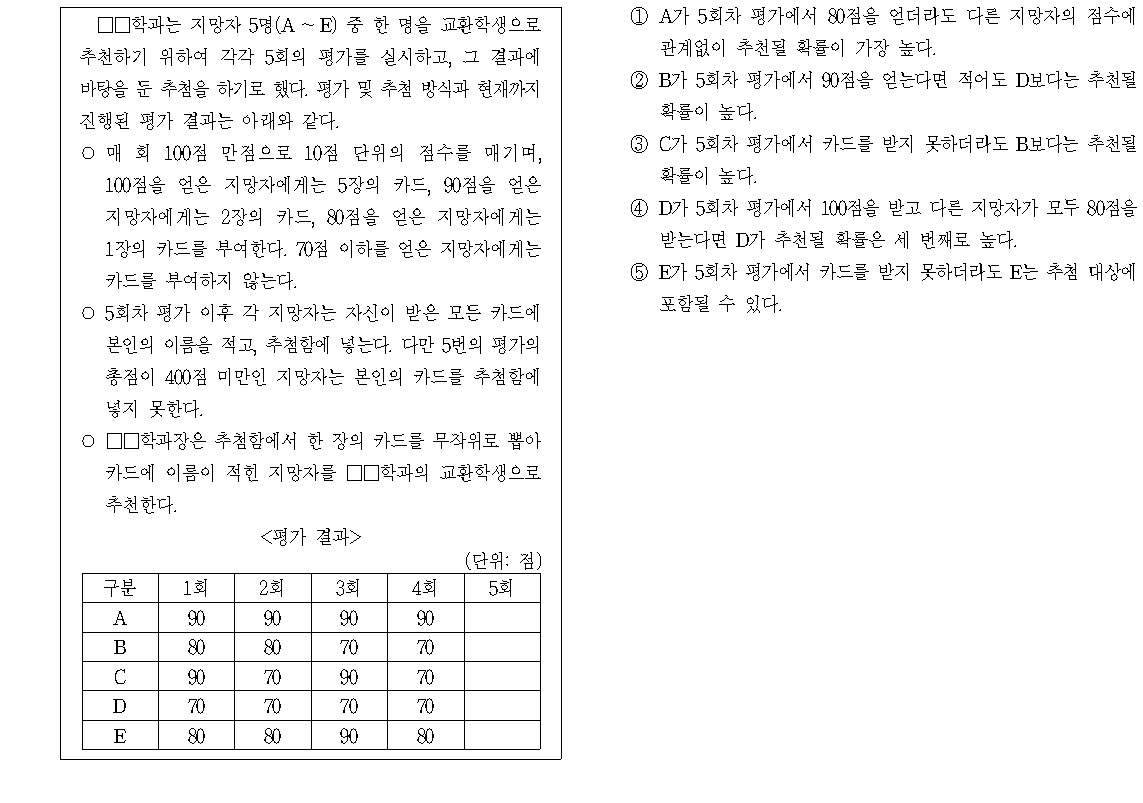 □□학과는 지망자 5명(A ~ E) 중 한 명을 교환학생으로
추천하기 위하여 각각 5회의 평가를 실시하고, 그 결과에
바탕을 둔 추첨을 하기로 했다. 평가 및 추첨 방식과 현재까지
진행된 평가 결과는 아래와 같다.
○ 매 회 100점 만점으로 10점 단위의 점수를 매기며,
100점을 얻은 지망자에게는 5장의 카드, 90점을 얻은
지망자에게는 2장의 카드, 80점을 얻은 지망자에게는
1장의 카드를 부여한다. 70점 이하를 얻은 지망자에게는
카드를 부여하지 않는다.
○ 5회차 평가 이후 각 지망자는 자신이 받은 모든 카드에
본인의 이름을 적고, 추첨함에 넣는다. 다만 5번의 평가의
총점이 400점 미만인 지망자는 본인의 카드를 추첨함에
넣지 못한다.
○ □□학과장은 추첨함에서 한 장의 카드를 무작위로 뽑아
카드에 이름이 적힌 지망자를 □□학과의 교환학생으로
추천한다.
<평가 결과>
(단위: 점)
구분 1회 2회 3회 4회 5회
A 90 90 90 90
B 80 80 70 70
C 90 70 90 70
D 70 70 70 70
E 80 80 90 80
① A가 5회차 평가에서 80점을 얻더라도 다른 지망자의 점수에
관계없이 추천될 확률이 가장 높다.
② B가 5회차 평가에서 90점을 얻는다면 적어도 D보다는 추천될
확률이 높다.
③ C가 5회차 평가에서 카드를 받지 못하더라도 B보다는 추천될
확률이 높다.
④ D가 5회차 평가에서 100점을 받고 다른 지망자가 모두 80점을
받는다면 D가 추천될 확률은 세 번째로 높다.
⑤ E가 5회차 평가에서 카드를 받지 못하더라도 E는 추첨 대상에
포함될 수 있다.